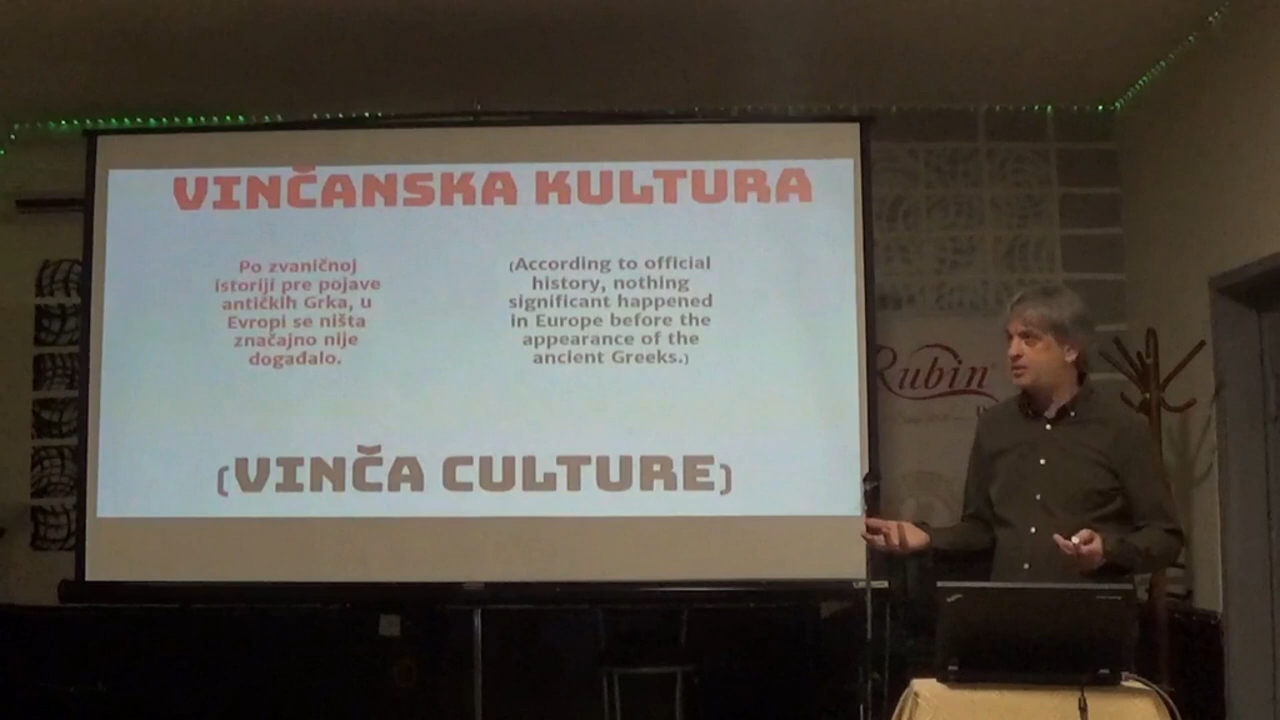 VINČANSKA KULTURA
Po zvaničnoj
istoriji pre pojave
antičkih Grka, u
Evropi se ništa
značajno nije
događalo.
(According to official
history, nothing
significant happened
in Europe before the
appearance of the
ancient Greeks.)
(VINČA CULTURE)
Rubin